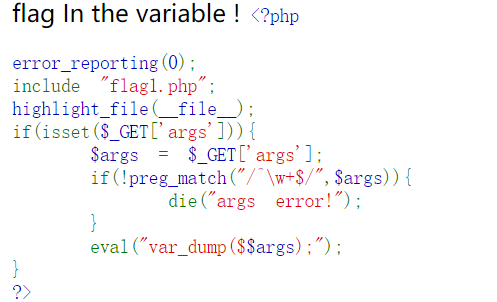 flag In the variable ! <?php
error_reporting(0);
include "flag1.php";
highlight_file(__file__);
if(isset($_GET['args'])){
$args = $_GET['args'];
if(!preg_match("/^\w+$/",$args)){
die("args error!");
}
eval("var_dump($$args);");
}
?>